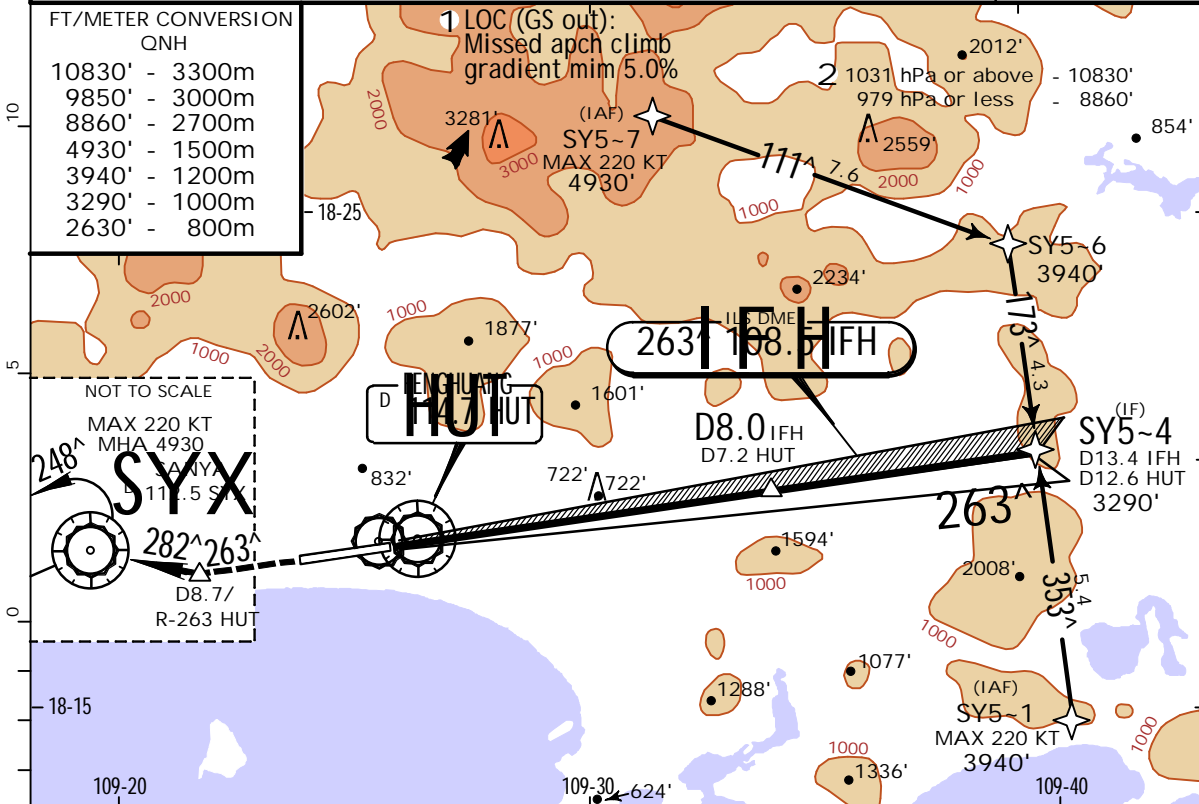 FT/METER CONVERSION
QNH
10830' - 3300m
9850' - 3000m
8860' - 2700m
4930' - 1500m
3940' - 1200m
3290' - 1000m
2630' - 800m
1 LOC (GS out):
Missed apch climb
gradient mim 5.0%
2 1031 hPa or above - 10830'
979 hPa or less - 8860'
2012'
854'
2559'
2000
1000
2000
3281'
3000
(IAF)
SY5~7
MAX 220 KT
4930'
111^ 7.6
1000
10
18-25
SY5~6
3940'
173^ 4.3
2234'
2000
2602'
1000
2000
1000
1877'
1000
1601'
5
ILS DME
263^ 108.5 IFH
IFH
D
114.7 HUT
HUT
832'
722'
722'
D8.0 IFH
D7.2 HUT
(IF)
SY5~4
D13.4 IFH
D12.6 HUT
3290'
263^
NOT TO SCALE
MAX 220 KT
MHA 4930
SANYA
SYX
248^
282^ 263^
D8.7/
R-263 HUT
1594'
1000
2008'
1000
353^ 5.4
0
1077'
1288'
(IAF)
SY5~1
MAX 220 KT
3940'
1000
18-15
1000
1336'
109-20
109-30
624'
109-40